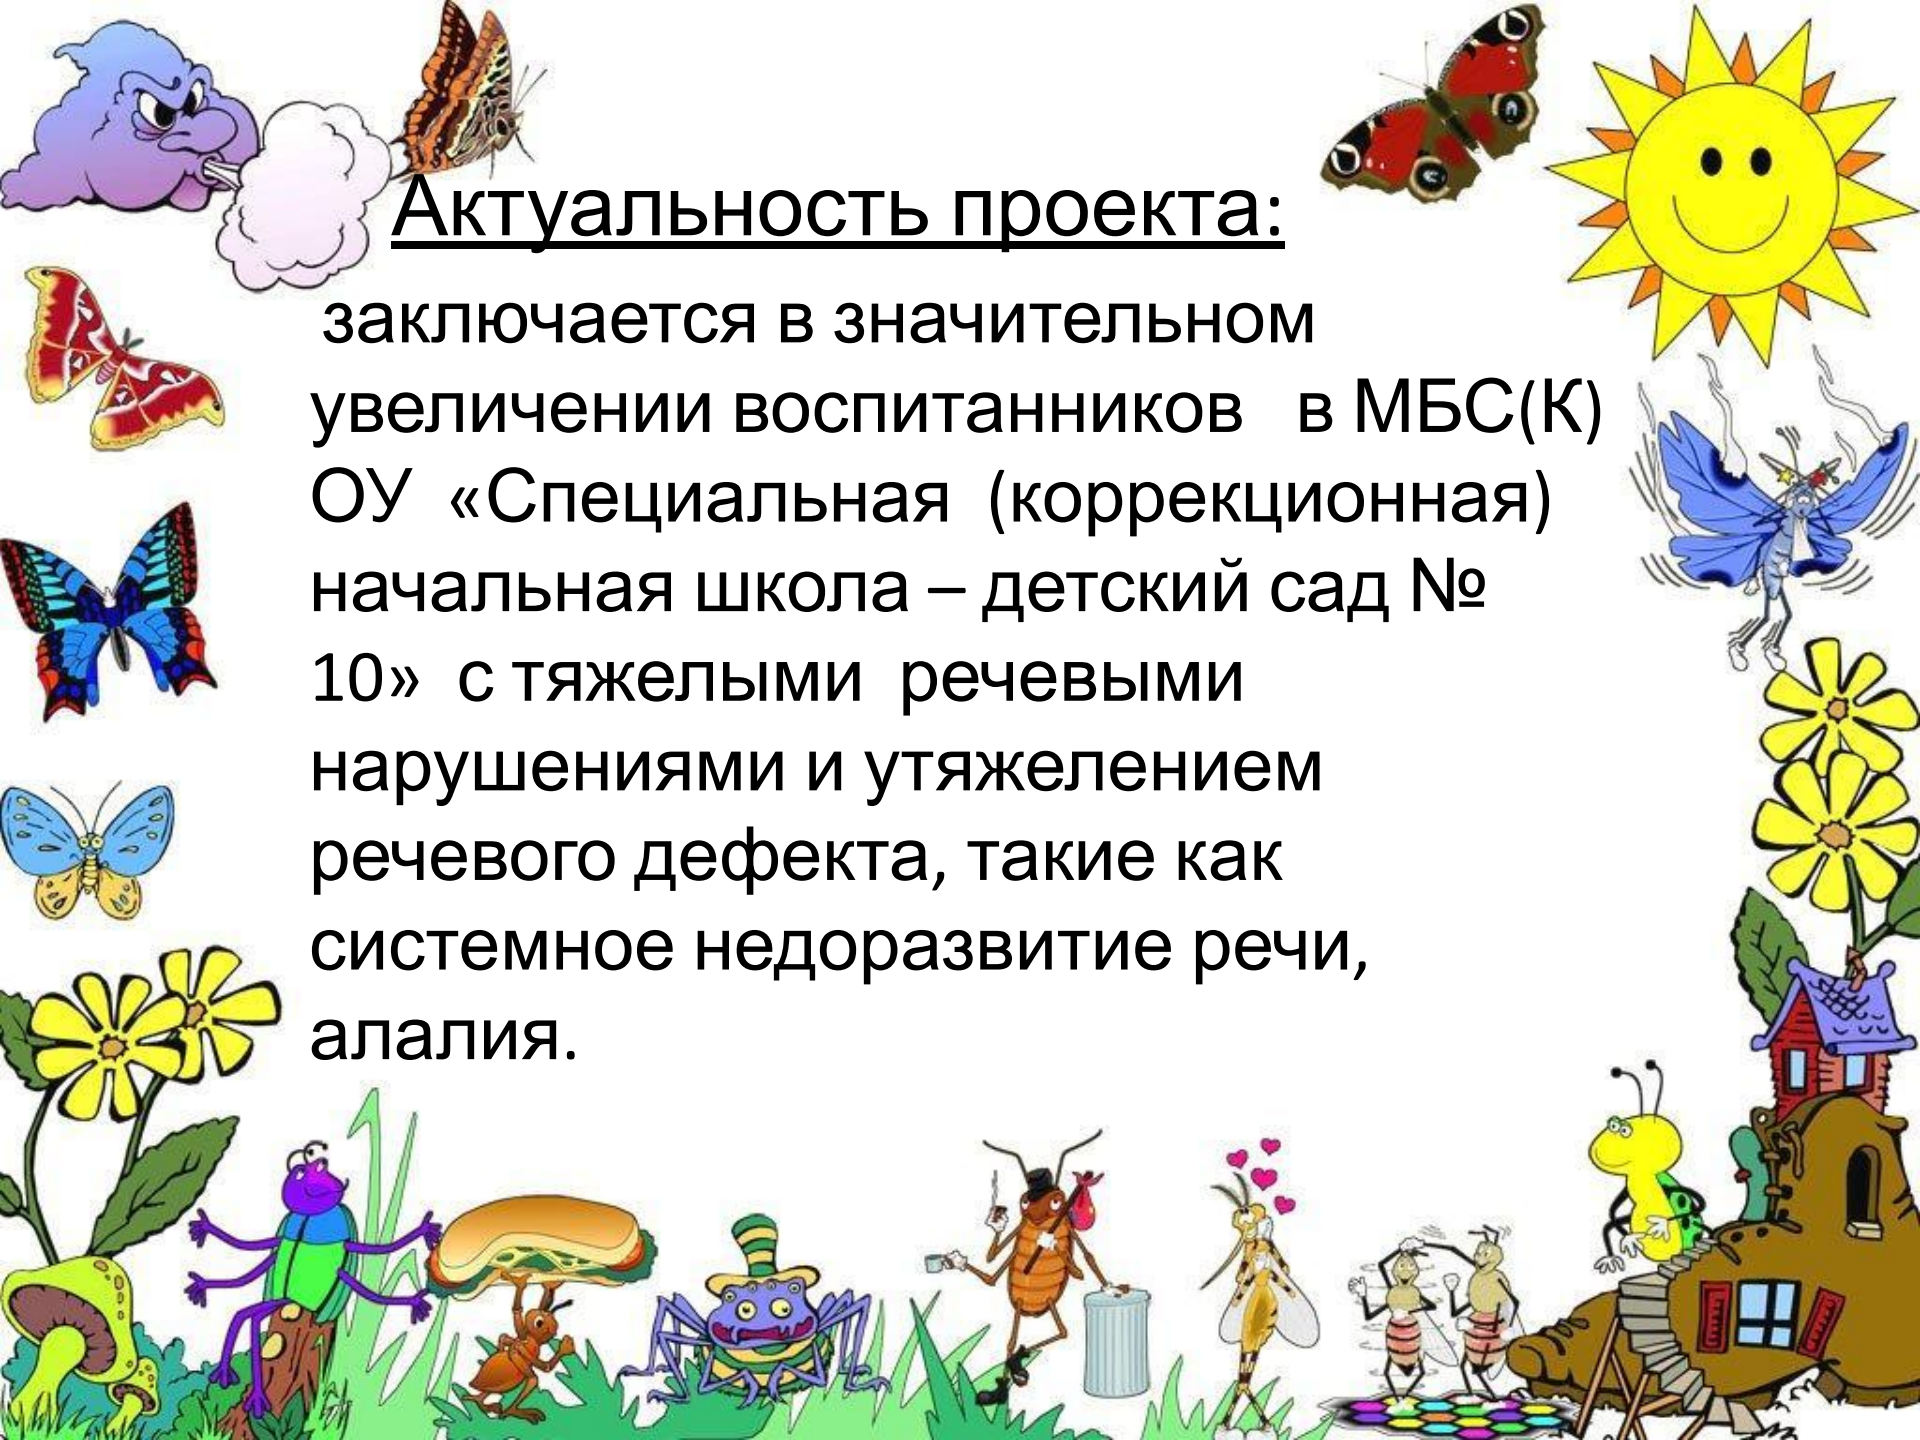 Актуальность проекта:
заключается в значительном
увеличении воспитанников в МБС(К)
ОУ «Специальная (коррекционная)
начальная школа – детский сад №
10» с тяжелыми речевыми
нарушениями и утяжелением
речевого дефекта, такие как
системное недоразвитие речи,
алалия.